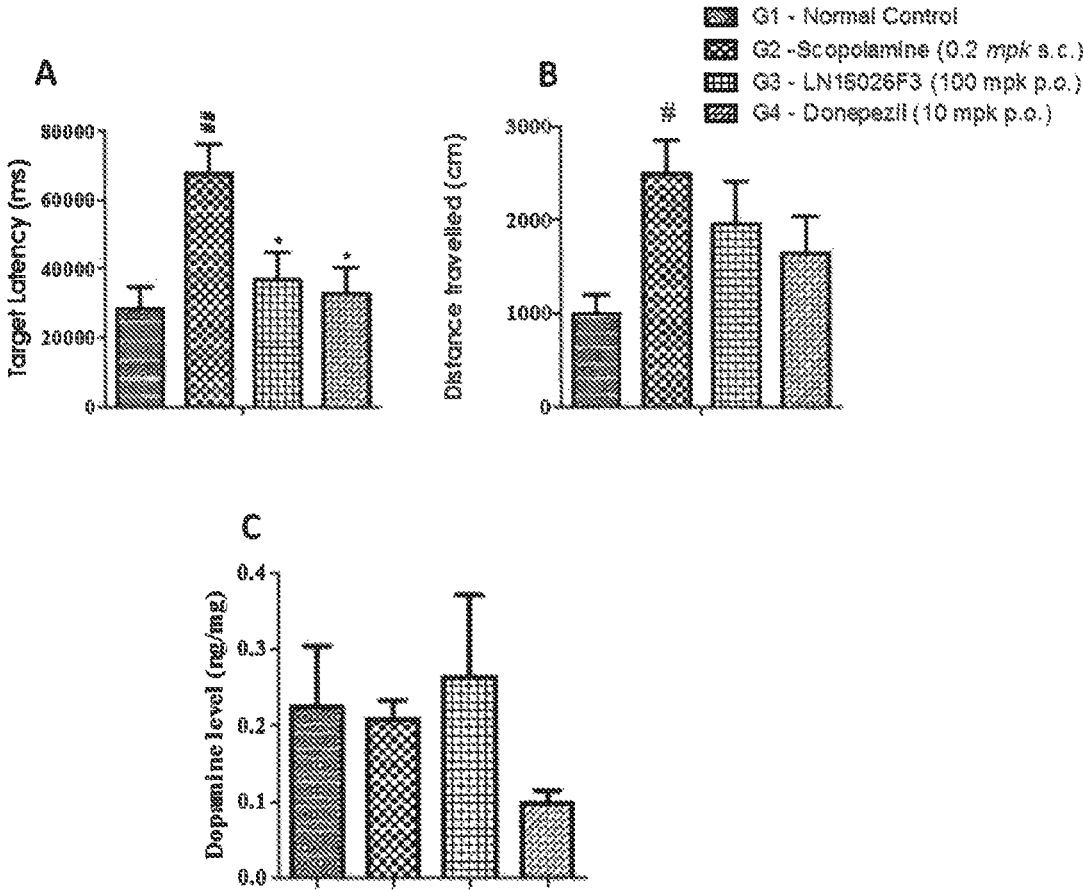 G1 - Normal Control
G2 -Scopolamine (0.2 mpk s.c.)
G3 - LN18026F3 (100 mpk p.o.)
G4 - Donepezil (10 mpk p.o.)
A
##
*
*
Target Latency (ms)
80000
60000
40000
20000
0
B
#
Distance travelled (cm)
3000
2000
1000
0
C
Dopamine level (ng/mg)
0.4
0.3
0.2
0.1
0.0